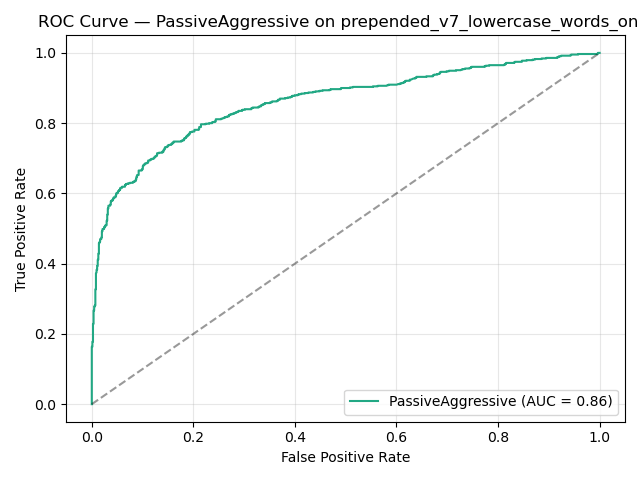 ROC Curve — PassiveAggressive on prepended_v7_lowercase_words_on
True Positive Rate
1.0
0.8
0.6
0.4
0.2
0.0
PassiveAggressive (AUC = 0.86)
0.0 0.2 0.4 0.6 0.8 1.0
False Positive Rate